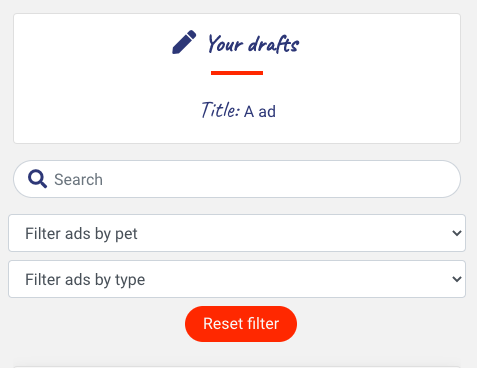 Your drafts
Title: A ad
Search
Filter ads by pet
Filter ads by type
Reset filter